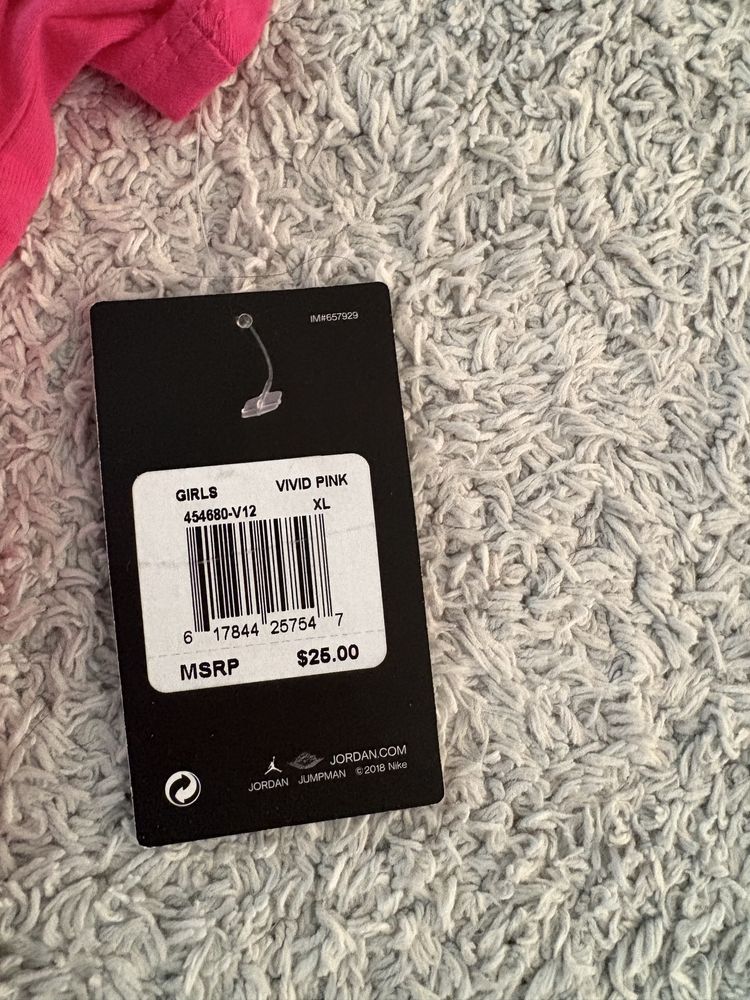 IM#657929
GIRLS VIVID PINK
454680-V12 XL
6 17844 25754 7
MSRP $25.00
JORDAN.COM
JORDAN JUMPMAN ©2018 Nike